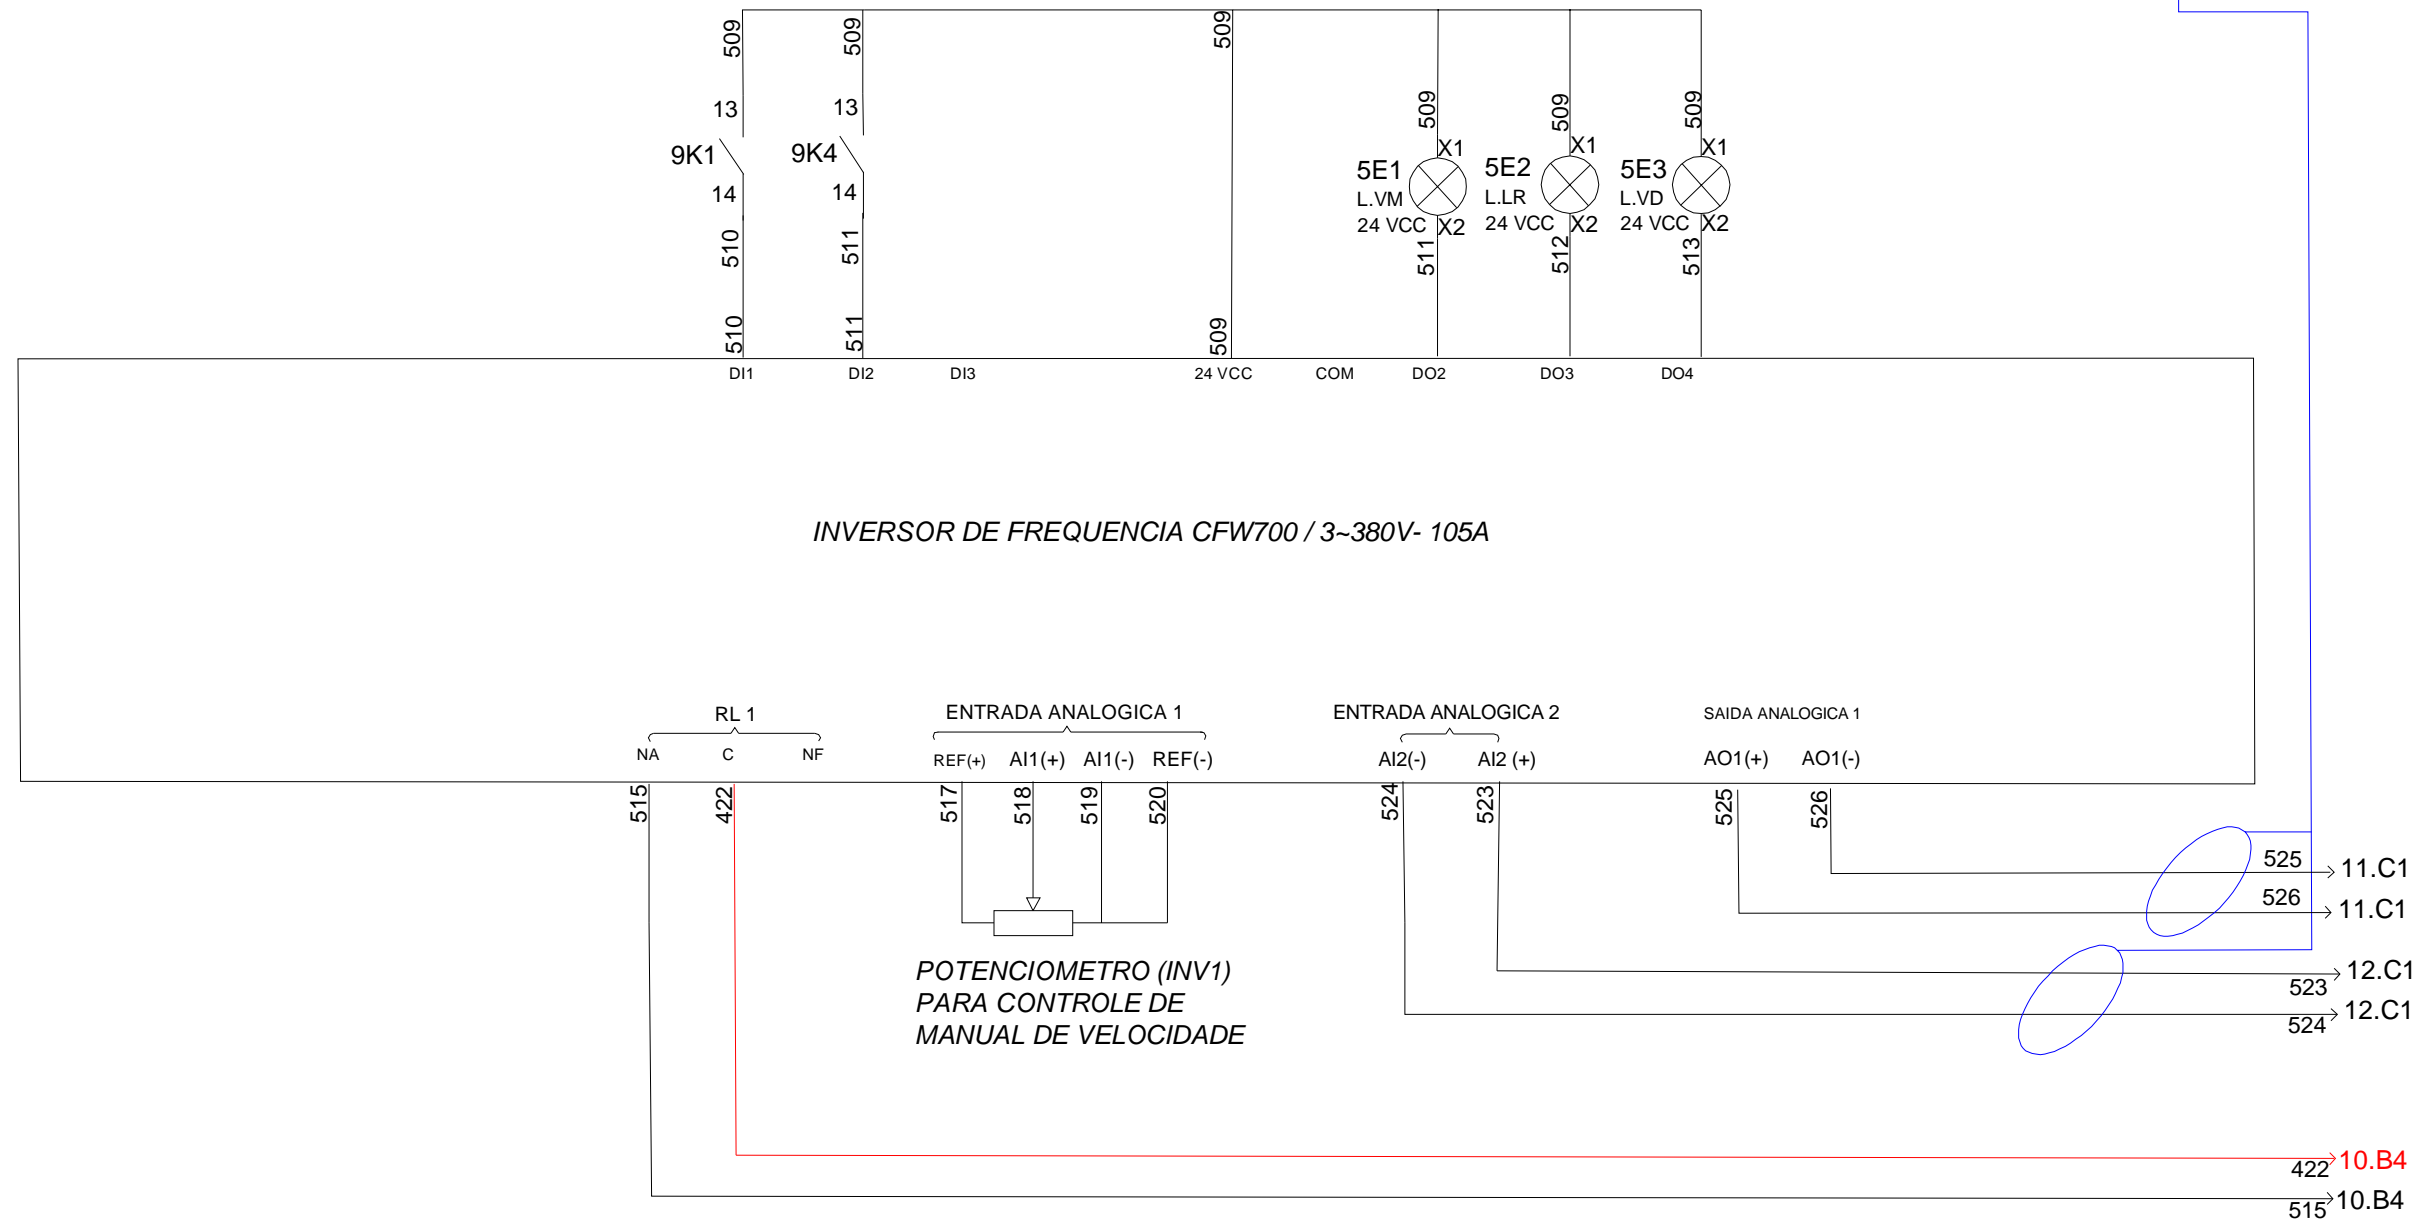 509 509 509
13 13 509 509 509
9K1 9K4 X1 X1 X1
5E1 5E2 5E3
14 14 L.VM L.LR L.VD
24 VCC X2 24 VCC X2 24 VCC X2
510 511 511 512 513
510 511 509
DI1 DI2 DI3 24 VCC COM DO2 DO3 DO4
INVERSOR DE FREQUENCIA CFW700 / 3~380V- 105A
RL 1 ENTRADA ANALOGICA 1 ENTRADA ANALOGICA 2 SAIDA ANALOGICA 1
NA C NF REF(+) AI1(+) AI1(-) REF(-) AI2(-) AI2 (+) AO1(+) AO1(-)
515 422 517 518 519 520 524 523 525 526
525 11.C1
526 11.C1
POTENCIOMETRO (INV1)
PARA CONTROLE DE
MANUAL DE VELOCIDADE
523 12.C1
524 12.C1
422 10.B4
515 10.B4